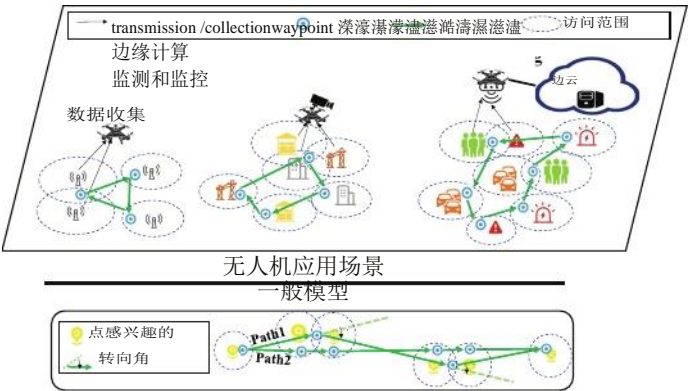 transmission /collectionwaypoint 访问范围
边缘计算
监测和监控
数据收集
5
边云
无人机应用场景
一般模型
点感兴趣的
转向角
Path1
Path2